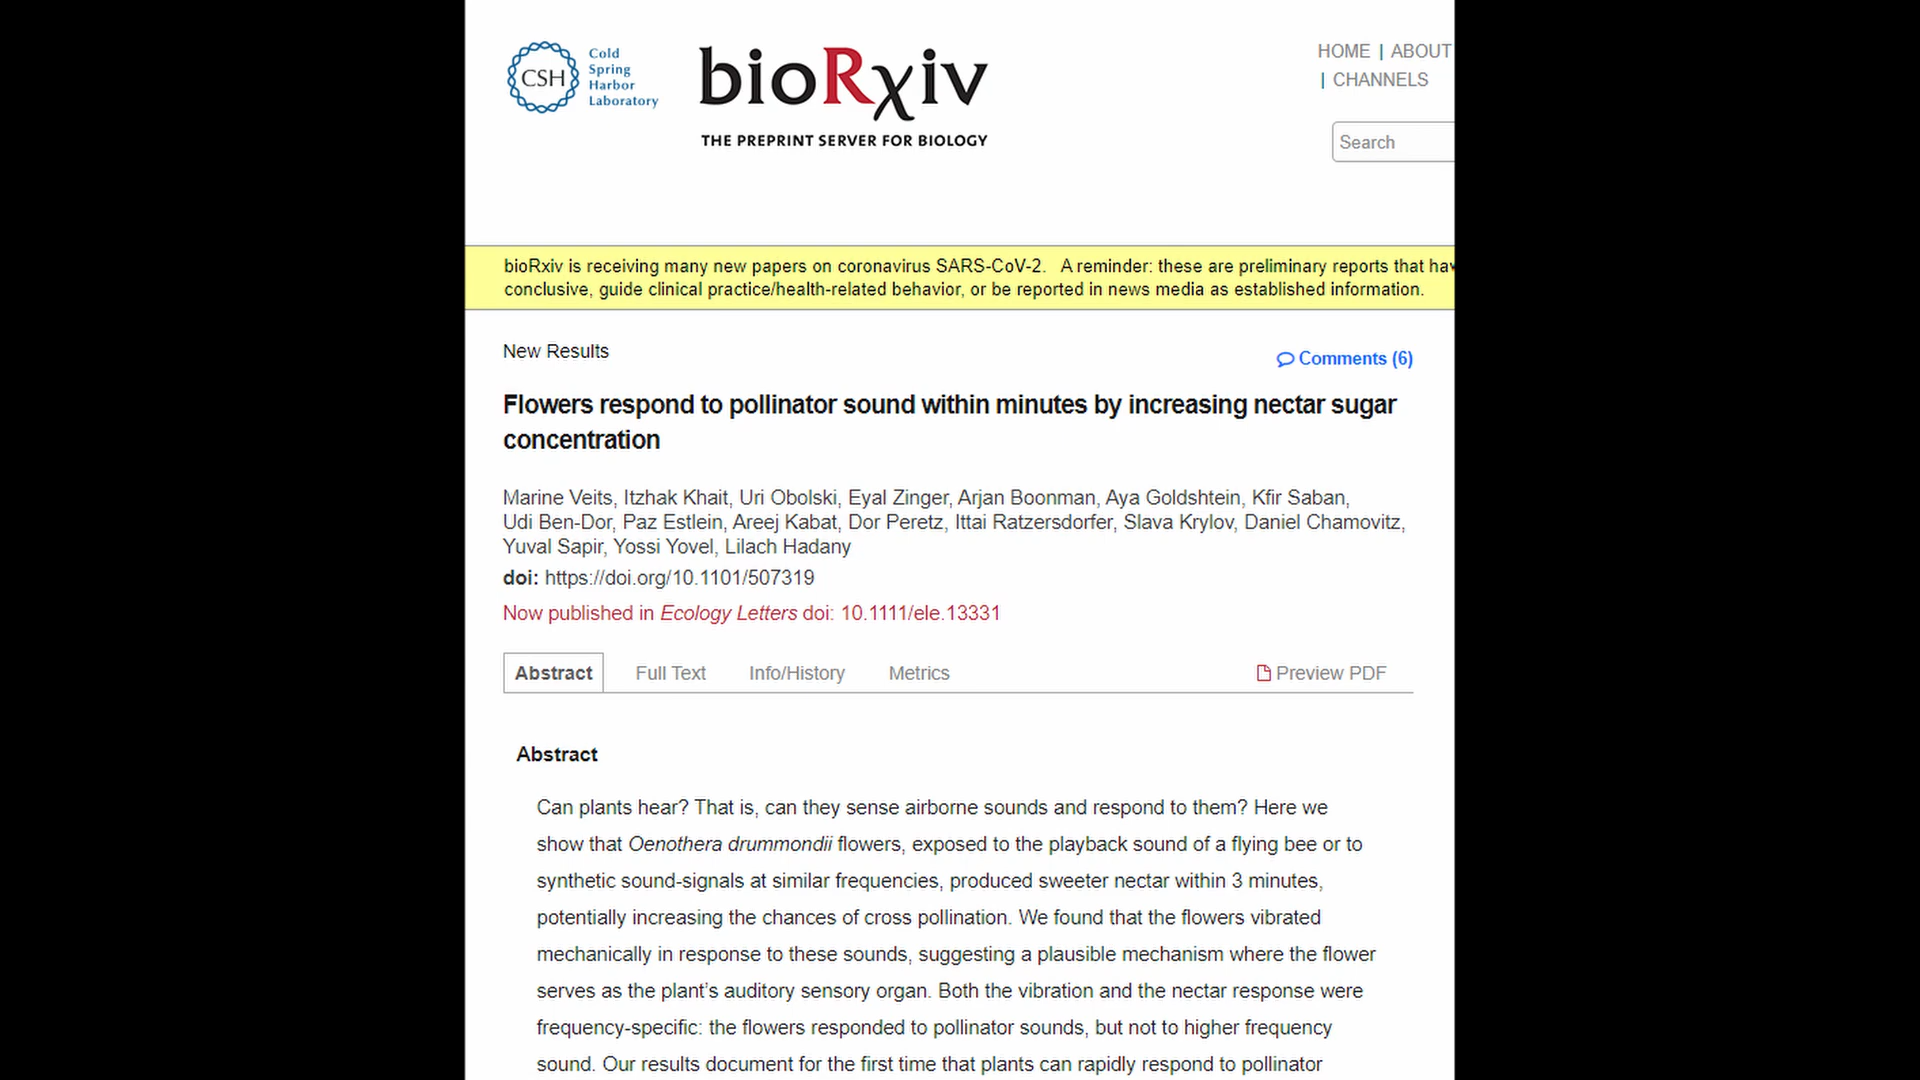 CSH
Cold
Spring
Harbor
Laboratory
bioRxiv
THE PREPRINT SERVER FOR BIOLOGY
HOME | ABOUT
| CHANNELS
Search
bioRxiv is receiving many new papers on coronavirus SARS-CoV-2. A reminder: these are preliminary reports that
conclusive, guide clinical practice/health-related behavior, or be reported in news media as established information.
New Results
Comments (6)
Flowers respond to pollinator sound within minutes by increasing nectar sugar
concentration
Marine Veits, Itzhak Khait, Uri Obolski, Eyal Zinger, Arjan Boonman, Aya Goldshtein, Kfir Saban,
Udi Ben-Dor, Paz Estlein, Areej Kabat, Dor Peretz, Ittai Ratzersdorfer, Slava Krylov, Daniel Chamovitz,
Yuval Sapir, Yossi Yovel, Lilach Hadany
doi: https://doi.org/10.1101/507319
Now published in Ecology Letters doi: 10.1111/ele.13331
Abstract Full Text Info/History Metrics Preview PDF
Abstract
Can plants hear? That is, can they sense airborne sounds and respond to them? Here we
show that Oenothera drummondii flowers, exposed to the playback sound of a flying bee or to
synthetic sound-signals at similar frequencies, produced sweeter nectar within 3 minutes,
potentially increasing the chances of cross pollination. We found that the flowers vibrated
mechanically in response to these sounds, suggesting a plausible mechanism where the flower
serves as the plant’s auditory sensory organ. Both the vibration and the nectar response were
frequency-specific: the flowers responded to pollinator sounds, but not to higher frequency
sound. Our results document for the first time that plants can rapidly respond to pollinator